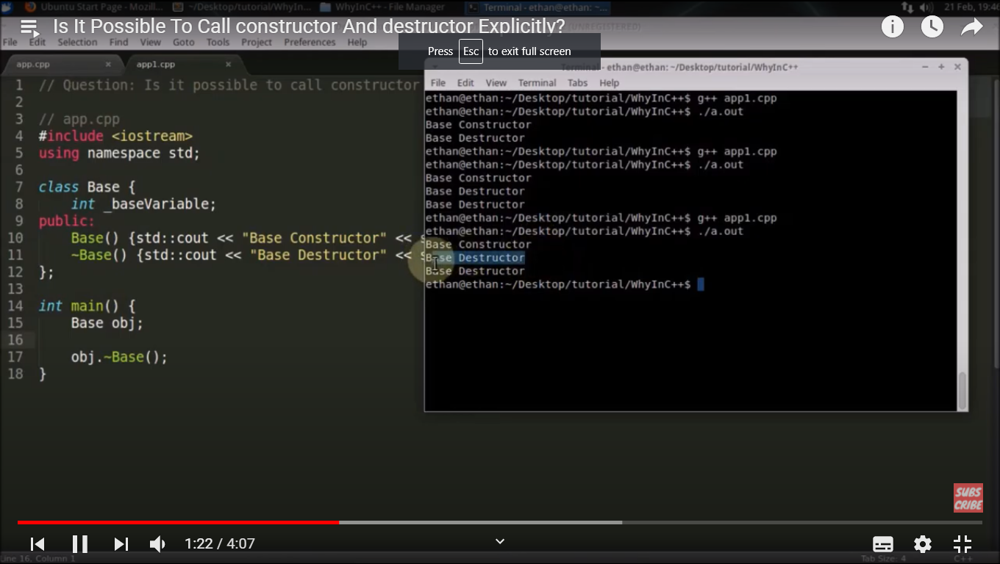 Ubuntu Start Page - Mozill...
~/Desktop/tutorial/WhyIn...
WhyInC++ - File Manager
Terminal - ethan@ethan: ~...
21 Feb, 19:46
Is It Possible To Call constructor And destructor Explicitly?
(UNREGISTERED)
File Edit Selection Find View Goto Tools Project Preferences Help
Press Esc to exit full screen
app.cpp × app1.cpp ×
1 // Question: Is it possible to call constructor
2
3 // app.cpp
4 #include <iostream>
5 using namespace std;
6
7 class Base {
8 int _baseVariable;
9 public:
10 Base() {std::cout << "Base Constructor" << s
11 ~Base() {std::cout << "Base Destructor" << s
12 };
13
14 int main() {
15 Base obj;
16
17 obj.~Base();
18 }
Terminal - ethan@ethan: ~/Desktop/tutorial/WhyInC++
File Edit View Terminal Tabs Help
ethan@ethan:~/Desktop/tutorial/WhyInC++$ g++ app1.cpp
ethan@ethan:~/Desktop/tutorial/WhyInC++$ ./a.out
Base Constructor
Base Destructor
ethan@ethan:~/Desktop/tutorial/WhyInC++$ g++ app1.cpp
ethan@ethan:~/Desktop/tutorial/WhyInC++$ ./a.out
Base Constructor
Base Destructor
Base Destructor
ethan@ethan:~/Desktop/tutorial/WhyInC++$ g++ app1.cpp
ethan@ethan:~/Desktop/tutorial/WhyInC++$ ./a.out
Base Constructor
Base Destructor
Base Destructor
ethan@ethan:~/Desktop/tutorial/WhyInC++$
SUBS
CRIBE
1:22 / 4:07
Line 16, Column 1
Tab Size: 4
C++